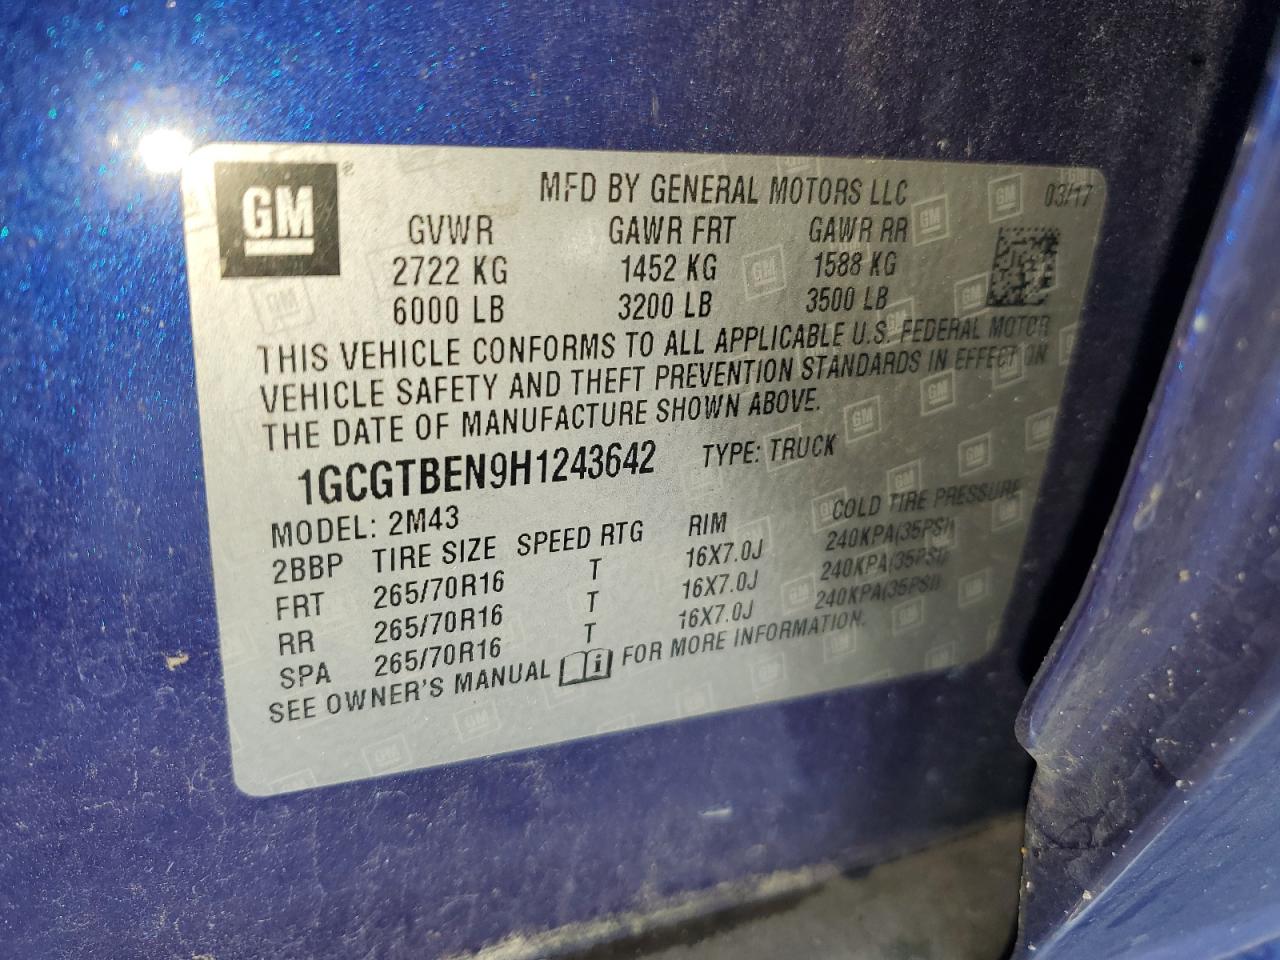 GM
MFD BY GENERAL MOTORS LLC 03/17
GVWR GAWR FRT GAWR RR
2722 KG 1452 KG 1588 KG
6000 LB 3200 LB 3500 LB
THIS VEHICLE CONFORMS TO ALL APPLICABLE U.S. FEDERAL MOTOR
VEHICLE SAFETY AND THEFT PREVENTION STANDARDS IN EFFECT ON
THE DATE OF MANUFACTURE SHOWN ABOVE.
1GCGTBEN9H1243642 TYPE: TRUCK
MODEL: 2M43
2BBP TIRE SIZE SPEED RTG RIM COLD TIRE PRESSURE
FRT 265/70R16 T 16X7.0J 240KPA(35PSI)
RR 265/70R16 T 16X7.0J 240KPA(35PSI)
SPA 265/70R16 T 16X7.0J 240KPA(35PSI)
SEE OWNER'S MANUAL FOR MORE INFORMATION.